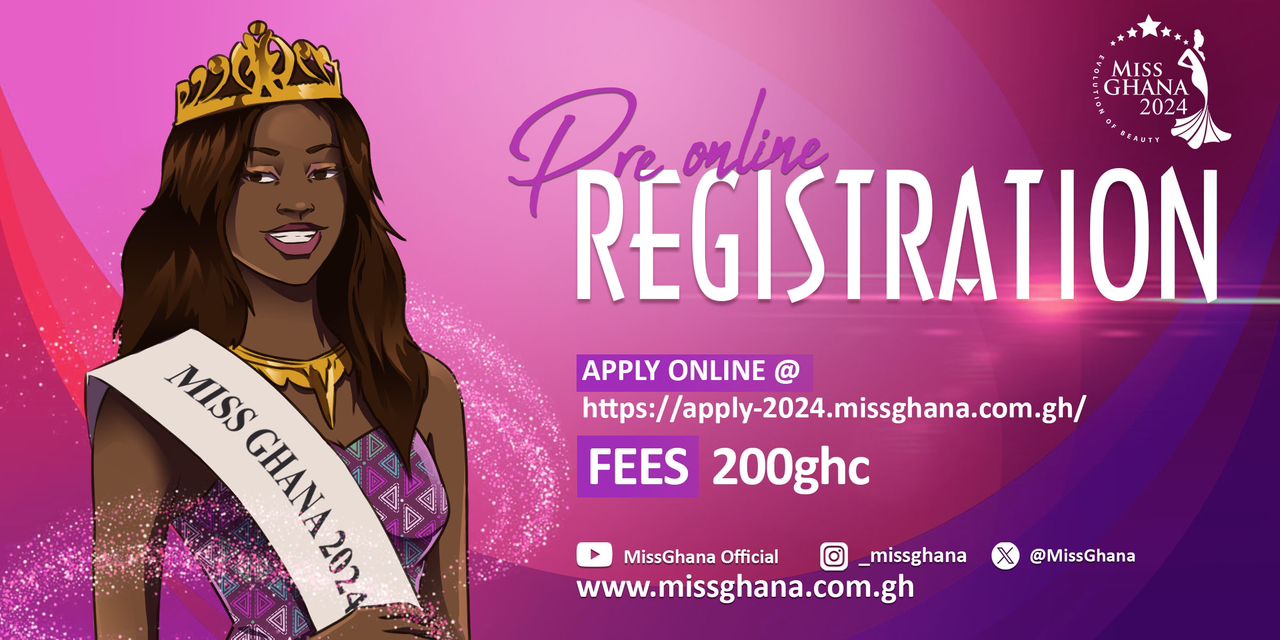 MISS
GHANA
2024
EVOLUTION OF BEAUTY
Pre online
REGISTRATION
MISS GHANA 2024
APPLY ONLINE @
https://apply-2024.missghana.com.gh/
FEES 200ghc
MissGhana Official _missghana @MissGhana
www.missghana.com.gh